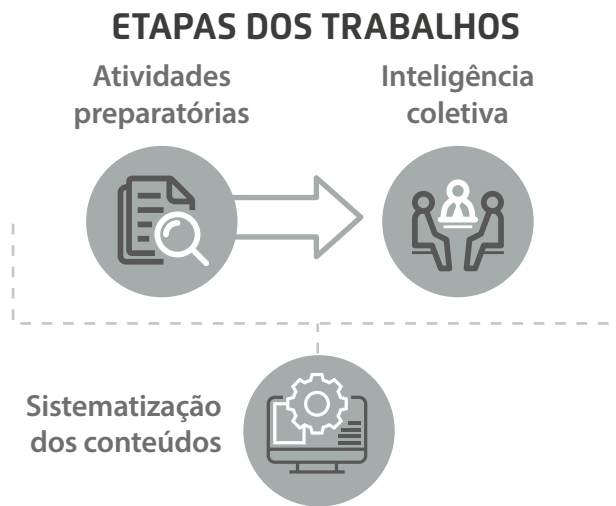 ETAPAS DOS TRABALHOS
Atividades
preparatórias
Inteligência
coletiva
Sistematização
dos conteúdos